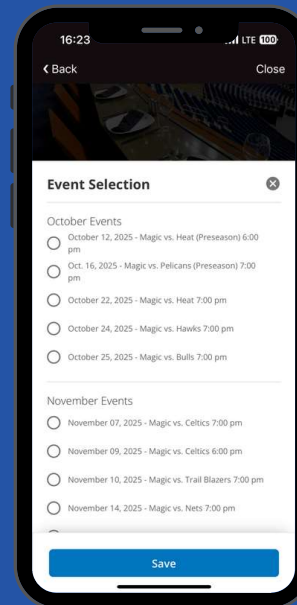 16:23
LTE 100
Back
Close
Event Selection
October Events
October 12, 2025 - Magic vs. Heat (Preseason) 6:00
pm
Oct. 16, 2025 - Magic vs. Pelicans (Preseason) 7:00
pm
October 22, 2025 - Magic vs. Heat 7:00 pm
October 24, 2025 - Magic vs. Hawks 7:00 pm
October 25, 2025 - Magic vs. Bulls 7:00 pm
November Events
November 07, 2025 - Magic vs. Celtics 7:00 pm
November 09, 2025 - Magic vs. Celtics 6:00 pm
November 10, 2025 - Magic vs. Trail Blazers 7:00 pm
November 14, 2025 - Magic vs. Nets 7:00 pm
Save